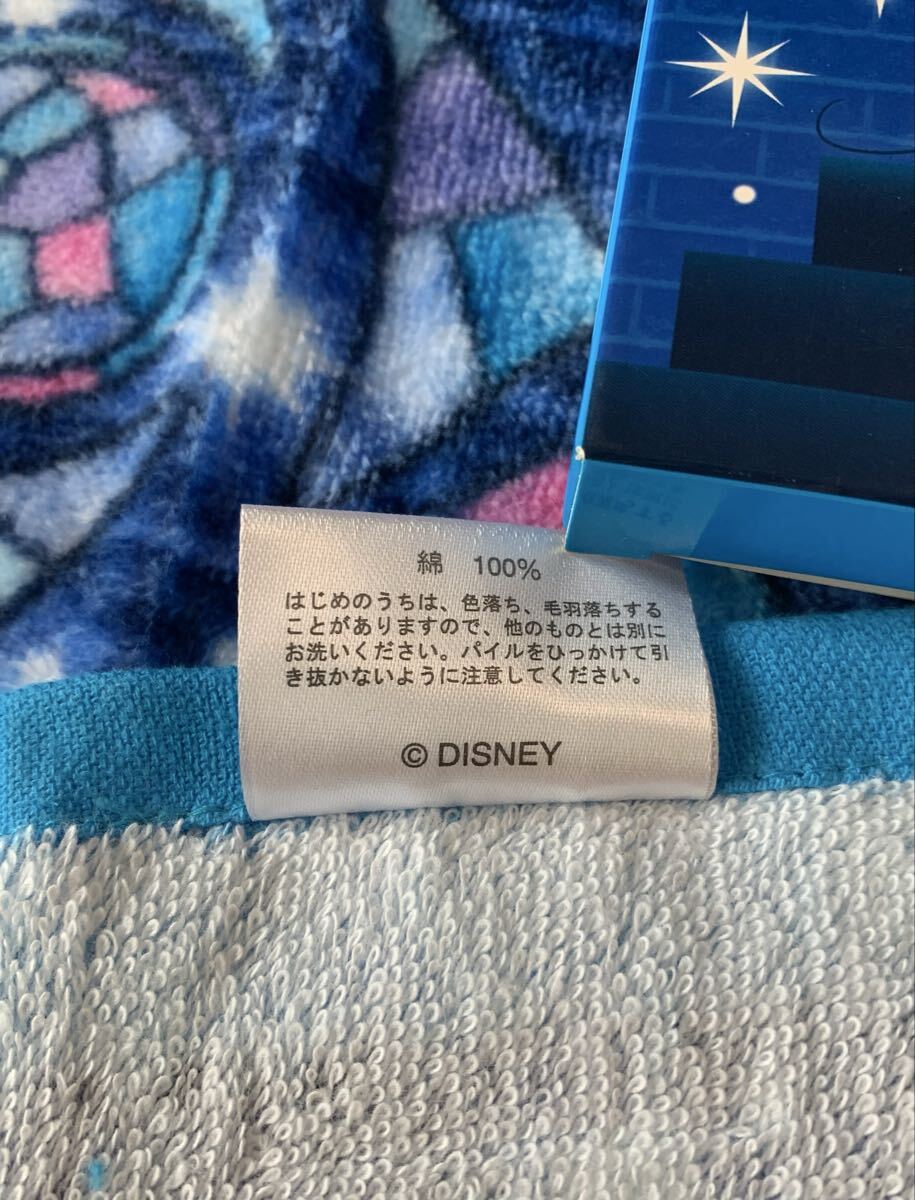 綿 100%
はじめのうちは、色落ち、毛羽落ちする
ことがありますので、他のものとは別に
お洗いください。パイルをひっかけて引
き抜かないように注意してください。
© DISNEY